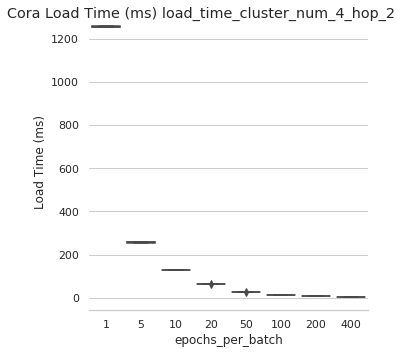 Cora Load Time (ms) load_time_cluster_num_4_hop_2
1200
1000
800
600
400
200
0
Load Time (ms)
1 5 10 20 50 100 200 400
epochs_per_batch